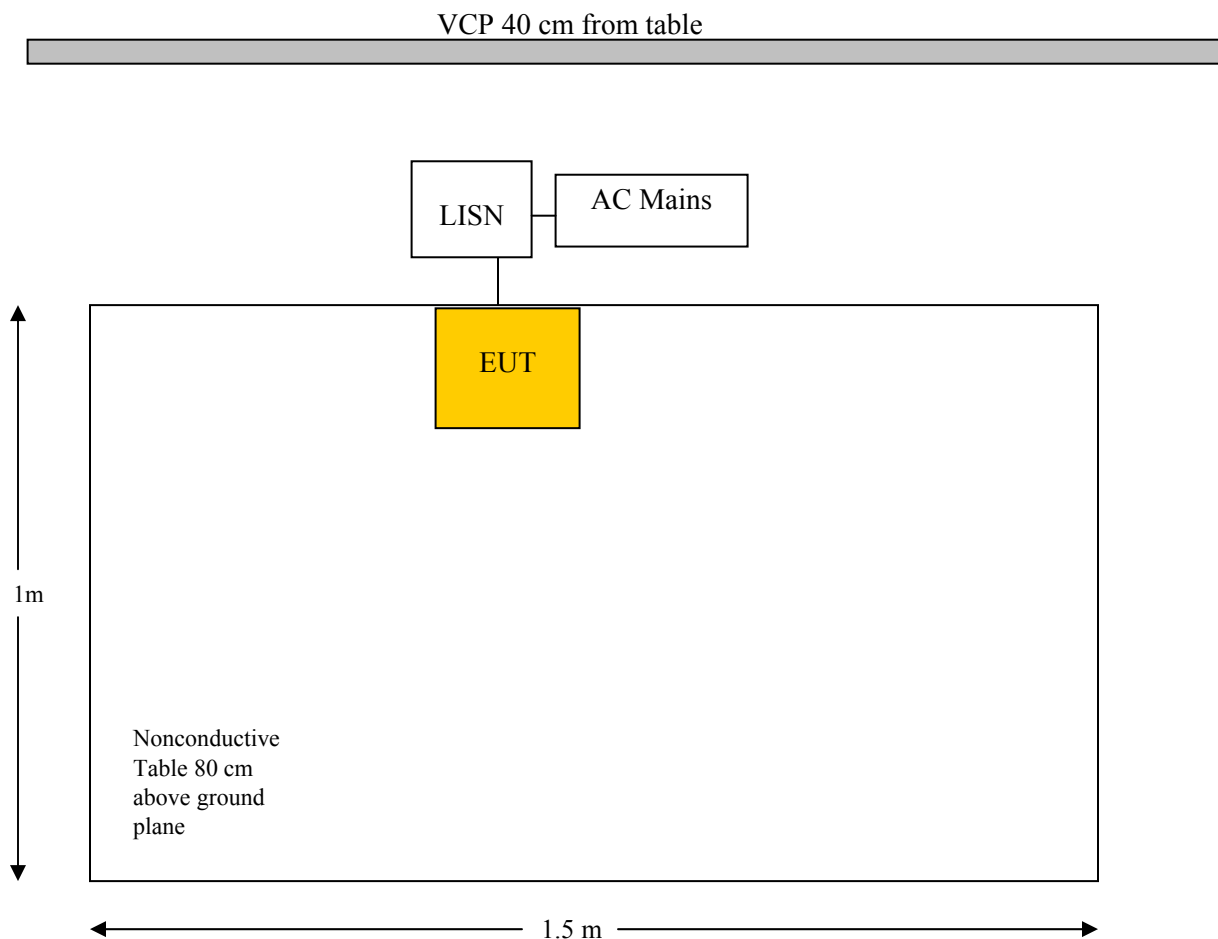 VCP 40 cm from table
LISN
AC Mains
EUT
1m
Nonconductive
Table 80 cm
above ground
plane
1.5 m